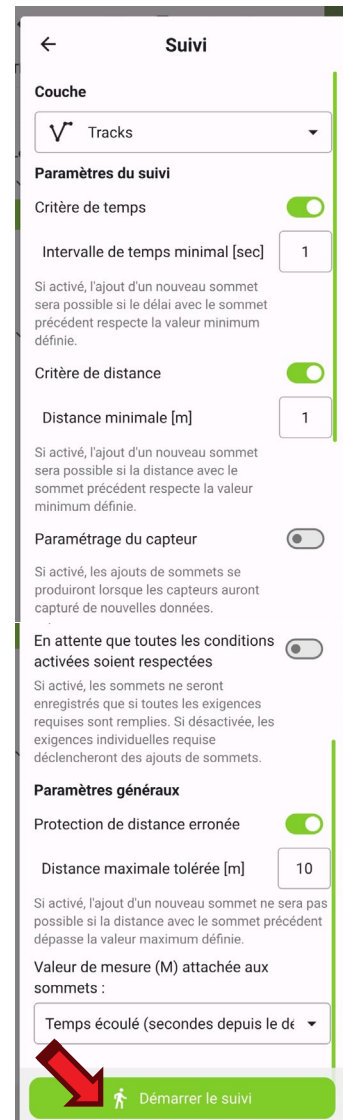 Suivi
Couche
Tracks
Paramètres du suivi
Critère de temps
Intervalle de temps minimal [sec] 1
Si activé, l'ajout d'un nouveau sommet
sera possible si le délai avec le sommet
précédent respecte la valeur minimum
définie.
Critère de distance
Distance minimale [m] 1
Si activé, l'ajout d'un nouveau sommet
sera possible si la distance avec le
sommet précédent respecte la valeur
minimum définie.
Paramétrage du capteur
Si activé, les ajouts de sommets se
produiront lorsque les capteurs auront
capturé de nouvelles données.
En attente que toutes les conditions
activées soient respectées
Si activé, les sommets ne seront
enregistrés que si toutes les exigences
requises sont remplies. Si désactivée, les
exigences individuelles requise
déclencheront des ajouts de sommets.
Paramètres généraux
Protection de distance erronée
Distance maximale tolérée [m] 10
Si activé, l'ajout d'un nouveau sommet ne sera pas
possible si la distance avec le sommet précédent
dépasse la valeur maximum définie.
Valeur de mesure (M) attachée aux
sommets :
Temps écoulé (secondes depuis le dé
Démarrer le suivi